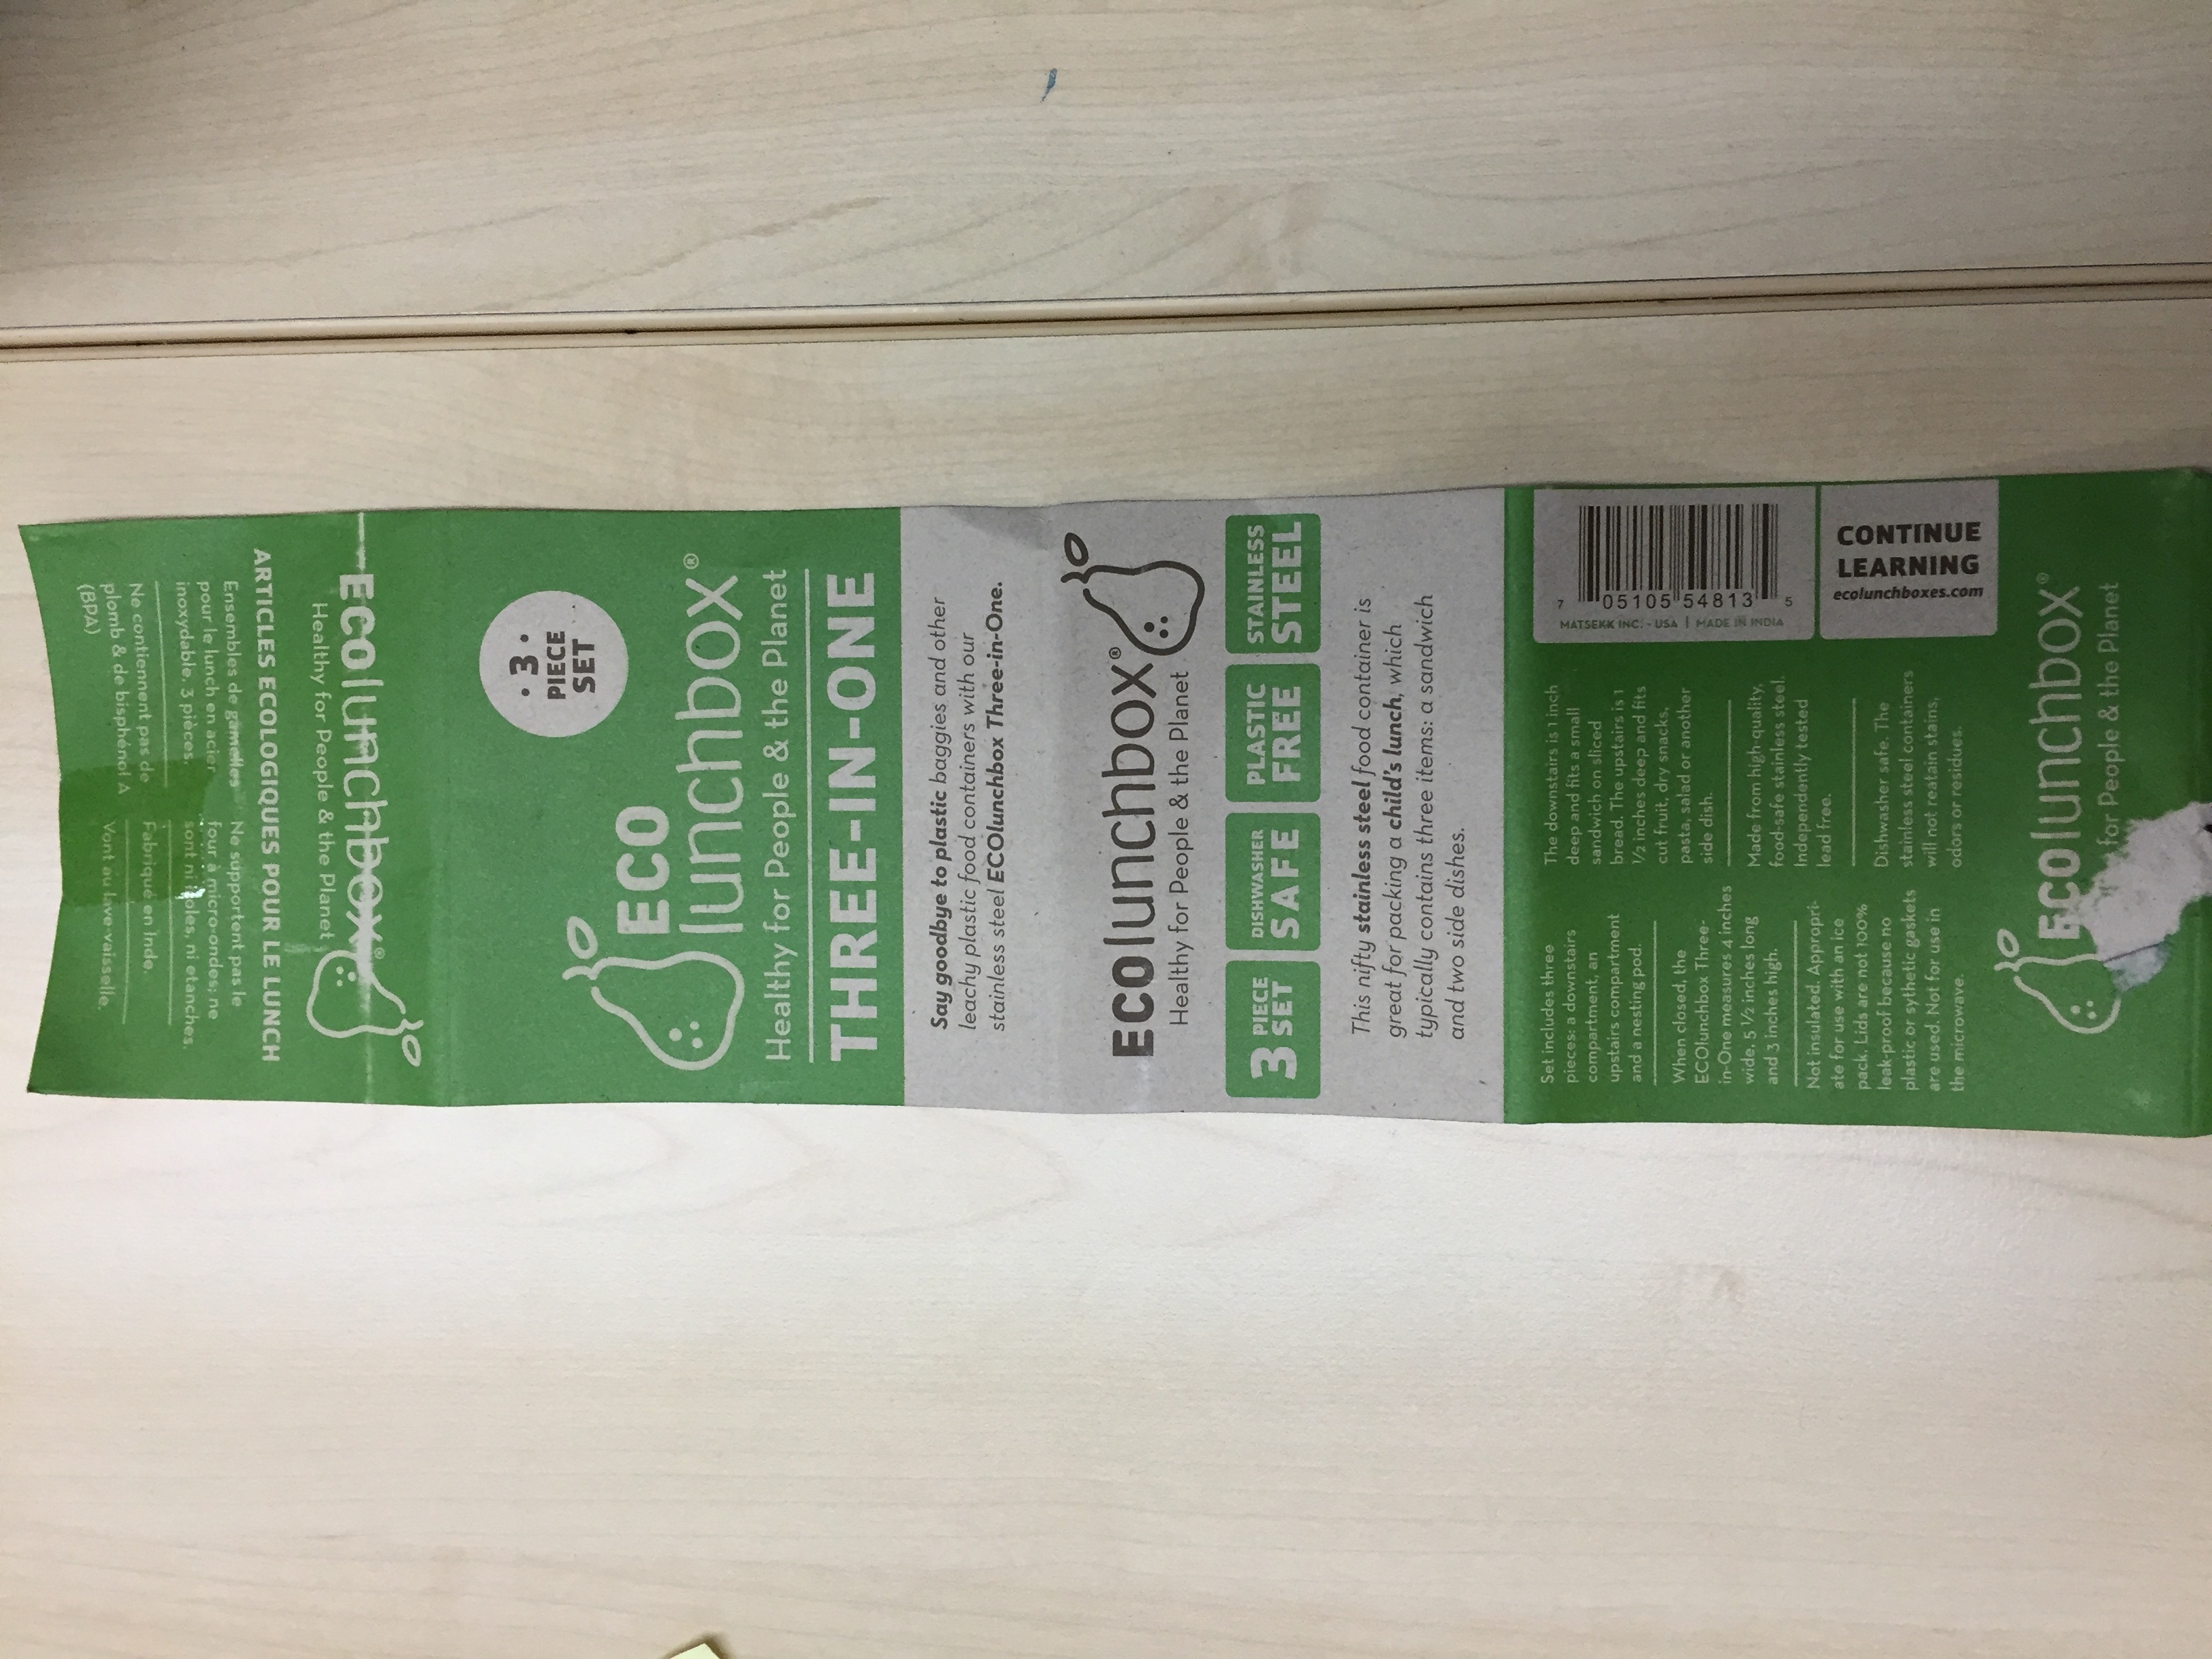 ARTICLES ECOLOGIQUES POUR LE LUNCH
Ensembles de gamelles
pour le lunch en acier
inoxydable. 3 pièces.
Ne contiennent pas de
plomb & de bisphénol A
(BPA)
Ne supportent pas le
four à micro-ondes; ne
sont ni isolés, ni etanches.
Fabriqué en Inde.
Vont au lave vaisselle.
ECOlunchbox®
Healthy for People & the Planet
• 3 •
PIECE
SET
ECO
lunchbox®
Healthy for People & the Planet
THREE-IN-ONE
Say goodbye to plastic baggies and other
leachy plastic food containers with our
stainless steel ECOlunchbox Three-in-One.
ECOlunchbox®
Healthy for People & the Planet
3 PIECE SET
DISHWASHER SAFE
PLASTIC FREE
STAINLESS STEEL
This nifty stainless steel food container is
great for packing a child's lunch, which
typically contains three items: a sandwich
and two side dishes.
Set includes three
pieces: a downstairs
compartment, an
upstairs compartment
and a nesting pod.
When closed, the
ECOlunchbox Three-
in-One measures 4 inches
wide, 5 1/2 inches long
and 3 inches high.
Not insulated. Appropri-
ate for use with an ice
pack. Lids are not 100%
leak-proof because no
plastic or sythetic gaskets
are used. Not for use in
the microwave.
The downstairs is 1 inch
deep and fits a small
sandwich on sliced
bread. The upstairs is 1
1/2 inches deep and fits
cut fruit, dry snacks,
pasta, salad or another
side dish.
Made from high-quality,
food-safe stainless steel.
Independently tested
lead free.
Dishwasher safe. The
stainless steel containers
will not retain stains,
odors or residues.
7 05105 54813 5
MATSEKK INC. - USA | MADE IN INDIA
CONTINUE
LEARNING
ecolunchboxes.com
ECOlunchbox®
for People & the Planet